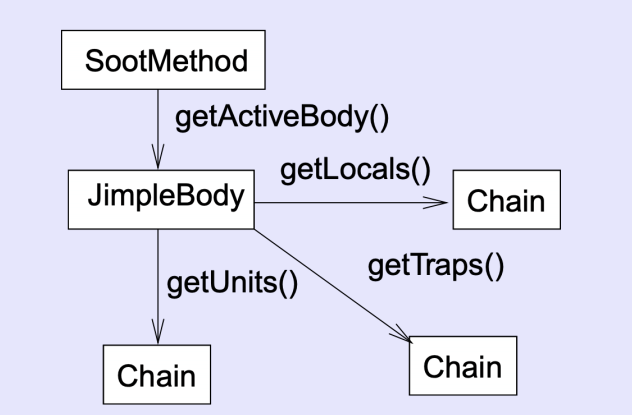 SootMethod
getActiveBody()
getLocals()
JimpleBody
Chain
getTraps()
getUnits()
Chain
Chain